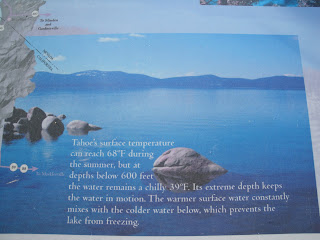 Tahoe's surface temperature
can reach 68°F during
the summer, but at
depths below 600 feet
the water remains a chilly 39°F. Its extreme depth keeps
the water in motion. The warmer surface water constantly
mixes with the colder water below, which prevents the
lake from freezing.